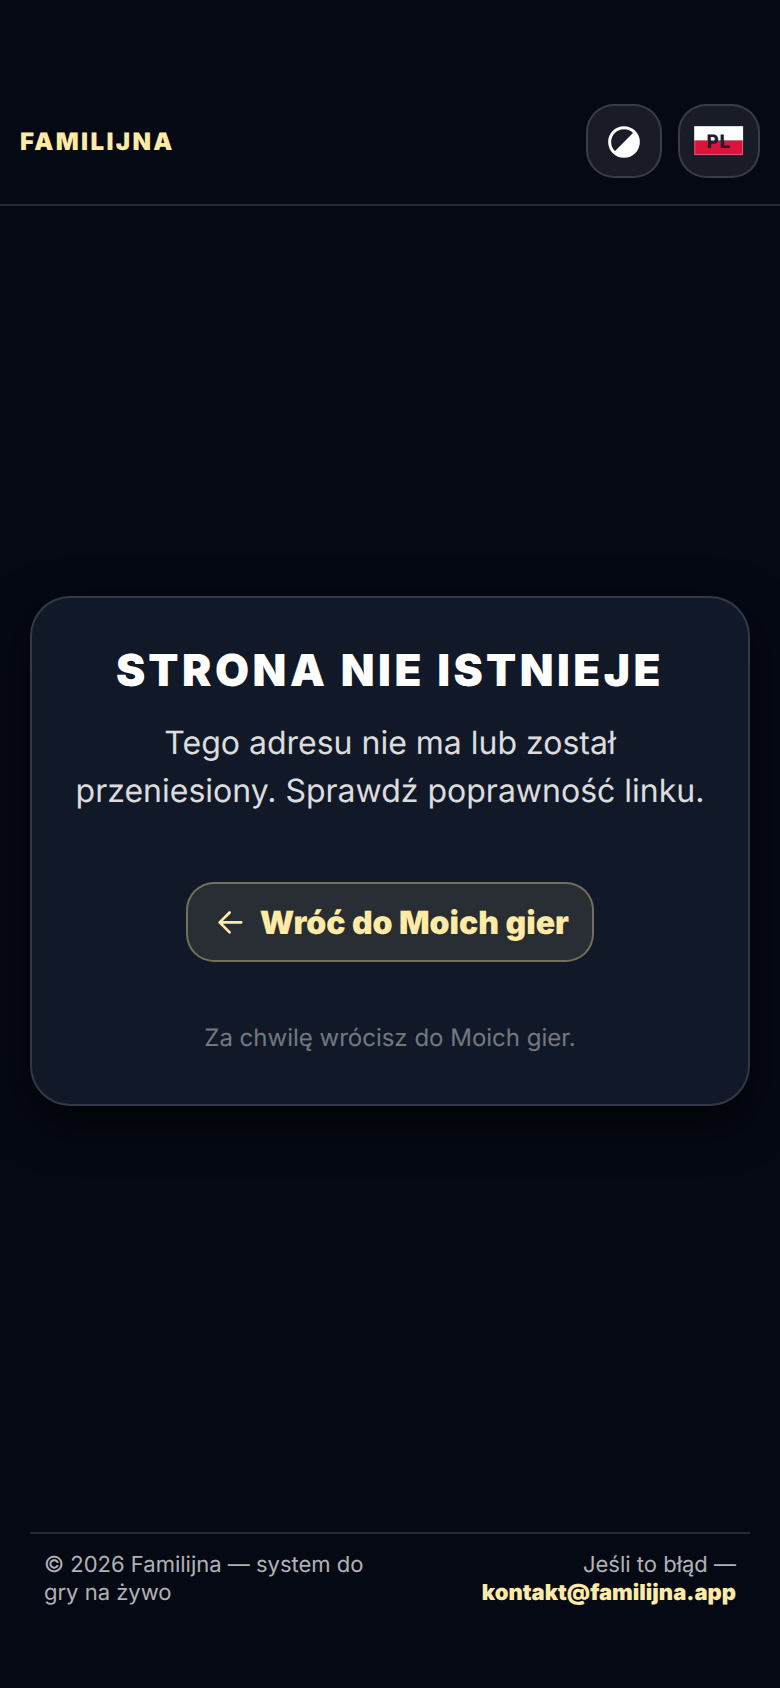 FAMILIJNA
PL
STRONA NIE ISTNIEJE
Tego adresu nie ma lub został
przeniesiony. Sprawdź poprawność linku.
← Wróć do Moich gier
Za chwilę wrócisz do Moich gier.
© 2026 Familijna — system do
gry na żywo
Jeśli to błąd —
kontakt@familijna.app